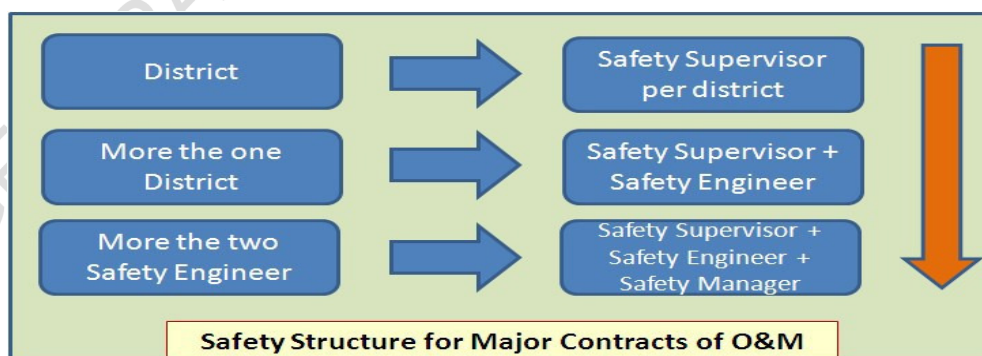 District
Safety Supervisor
per district
More the one
District
Safety Supervisor +
Safety Engineer
More the two
Safety Engineer
Safety Supervisor +
Safety Engineer +
Safety Manager
Safety Structure for Major Contracts of O&M